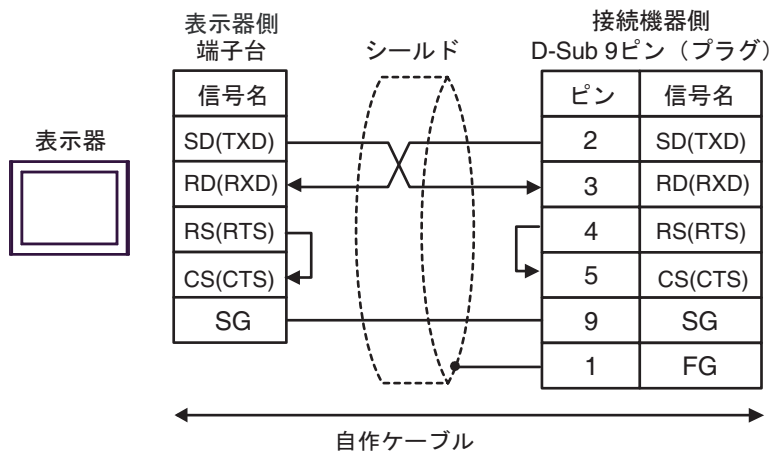 表示器側
端子台
シールド
接続機器側
D-Sub 9ピン（プラグ）
表示器
信号名
SD(TXD)
RD(RXD)
RS(RTS)
CS(CTS)
SG
ピン 信号名
2 SD(TXD)
3 RD(RXD)
4 RS(RTS)
5 CS(CTS)
9 SG
1 FG
自作ケーブル